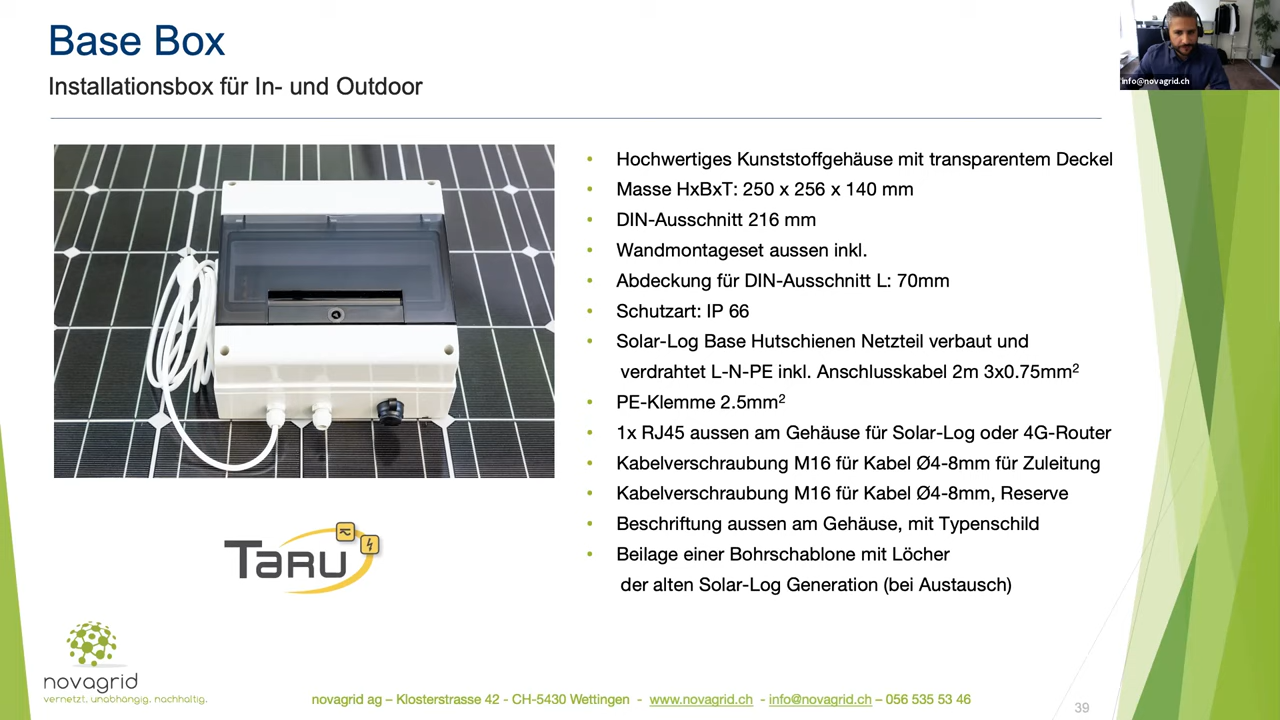 Base Box
Installationsbox für In- und Outdoor
info@novagrid.ch
• Hochwertiges Kunststoffgehäuse mit transparentem Deckel
• Masse HxBxT: 250 x 256 x 140 mm
• DIN-Ausschnitt 216 mm
• Wandmontageset aussen inkl.
• Abdeckung für DIN-Ausschnitt L: 70mm
• Schutzart: IP 66
• Solar-Log Base Hutschienen Netzteil verbaut und
verdrahtet L-N-PE inkl. Anschlusskabel 2m 3x0.75mm²
• PE-Klemme 2.5mm²
• 1x RJ45 aussen am Gehäuse für Solar-Log oder 4G-Router
• Kabelverschraubung M16 für Kabel Ø4-8mm für Zuleitung
• Kabelverschraubung M16 für Kabel Ø4-8mm, Reserve
• Beschriftung aussen am Gehäuse, mit Typenschild
• Beilage einer Bohrschablone mit Löcher
der alten Solar-Log Generation (bei Austausch)
TaRU
novagrid
vernetzt. unabhängig. nachhaltig.
novagrid ag – Klosterstrasse 42 - CH-5430 Wettingen - www.novagrid.ch - info@novagrid.ch – 056 535 53 46
39